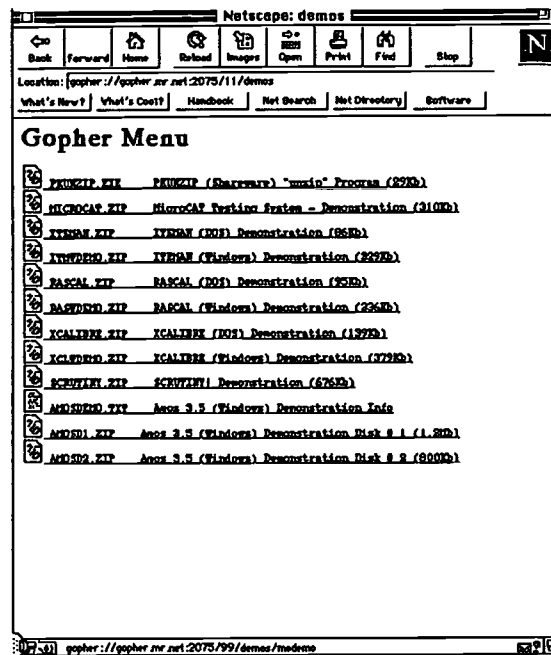 Netscape: demos
Back Forward Home Reload Images Open Print Find Stop
N
Location: gopher://gopher.mr.net:2075/11/demos
What's New? What's Cool? Handbook Net Search Net Directory Software
Gopher Menu
PKUNZIP.EXE PKUNZIP (Shareware) "unzip" Program (29Kb)
MICROCAT.ZIP MicroCAT Testing System - Demonstration (310Kb)
ITEMAN.ZIP ITEMAN (DOS) Demonstration (86Kb)
ITMWDEMO.ZIP ITEMAN (Windows) Demonstration (229Kb)
RASCAL.ZIP RASCAL (DOS) Demonstration (95Kb)
RASWDEMO.ZIP RASCAL (Windows) Demonstration (236Kb)
XCALIBRE.ZIP XCALIBRE (DOS) Demonstration (139Kb)
XCLWDEMO.ZIP XCALIBRE (Windows) Demonstration (379Kb)
SCRUTINY.ZIP SCRUTINY! Demonstration (676Kb)
AMOSDEMO.TXT Amos 3.5 (Windows) Demonstration Info
AMOSD1.ZIP Amos 3.5 (Windows) Demonstration Disk # 1 (1.2Mb)
AMOSD2.ZIP Amos 3.5 (Windows) Demonstration Disk # 2 (800Kb)
gopher://gopher.mr.net:2075/99/demos/mcdemo